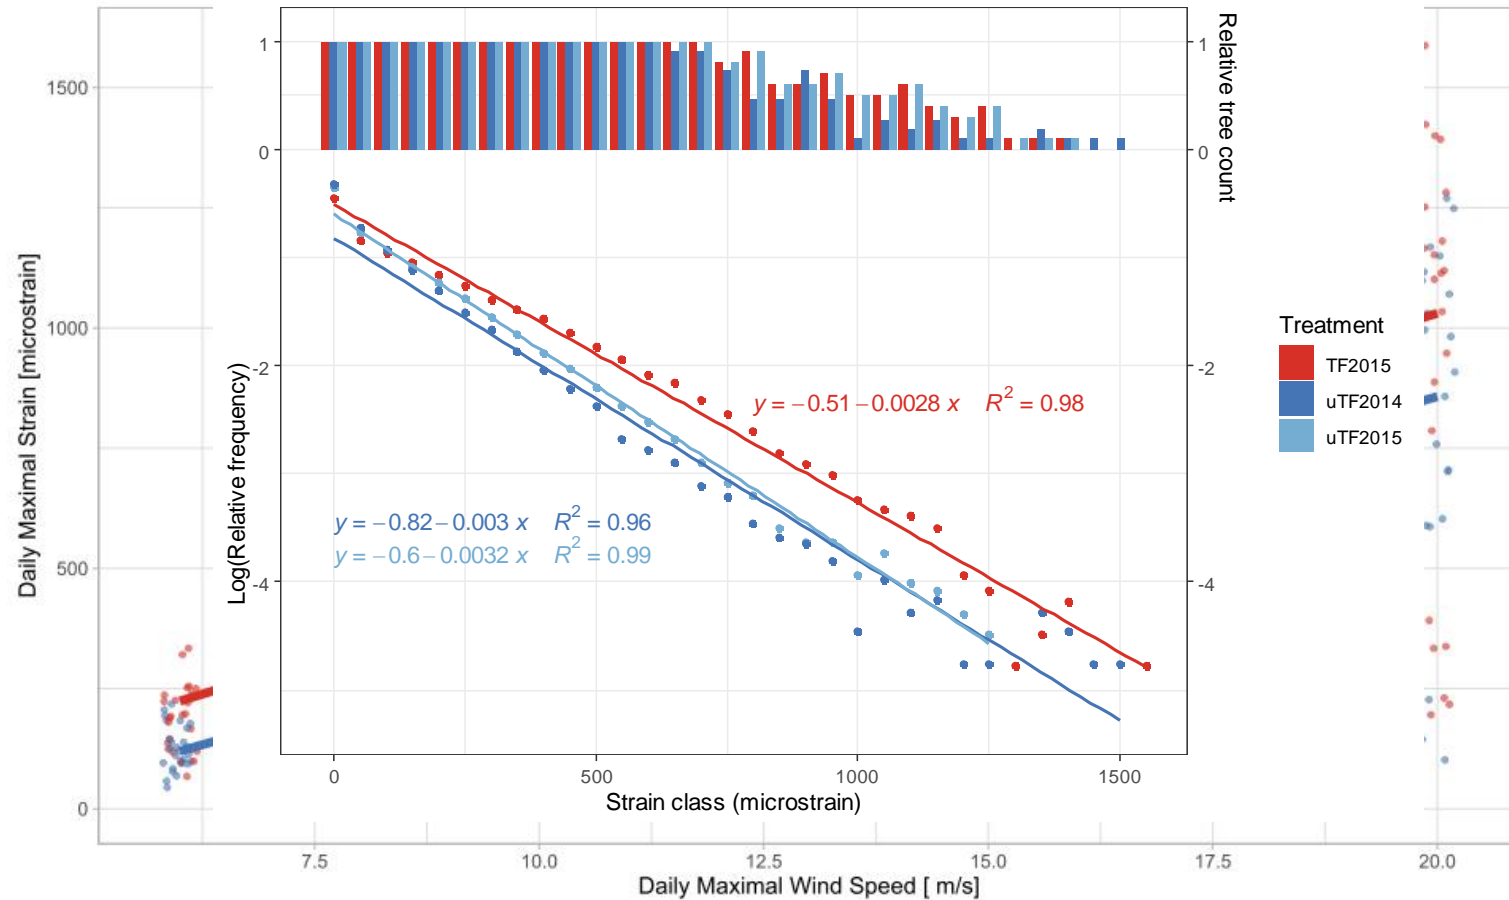 1
0
1
0
Relative tree count
1500
1000
500
0
Daily Maximal Strain [microstrain]
-2
-4
-2
-4
Log(Relative frequency)
y = −0.51−0.0028 x R2 = 0.98
y = −0.82−0.003 x R2 = 0.96
y = −0.6−0.0032 x R2 = 0.99
Treatment
TF2015
uTF2014
uTF2015
0 500 1000 1500
Strain class (microstrain)
7.5 10.0 12.5 15.0 17.5 20.0
Daily Maximal Wind Speed [ m/s]